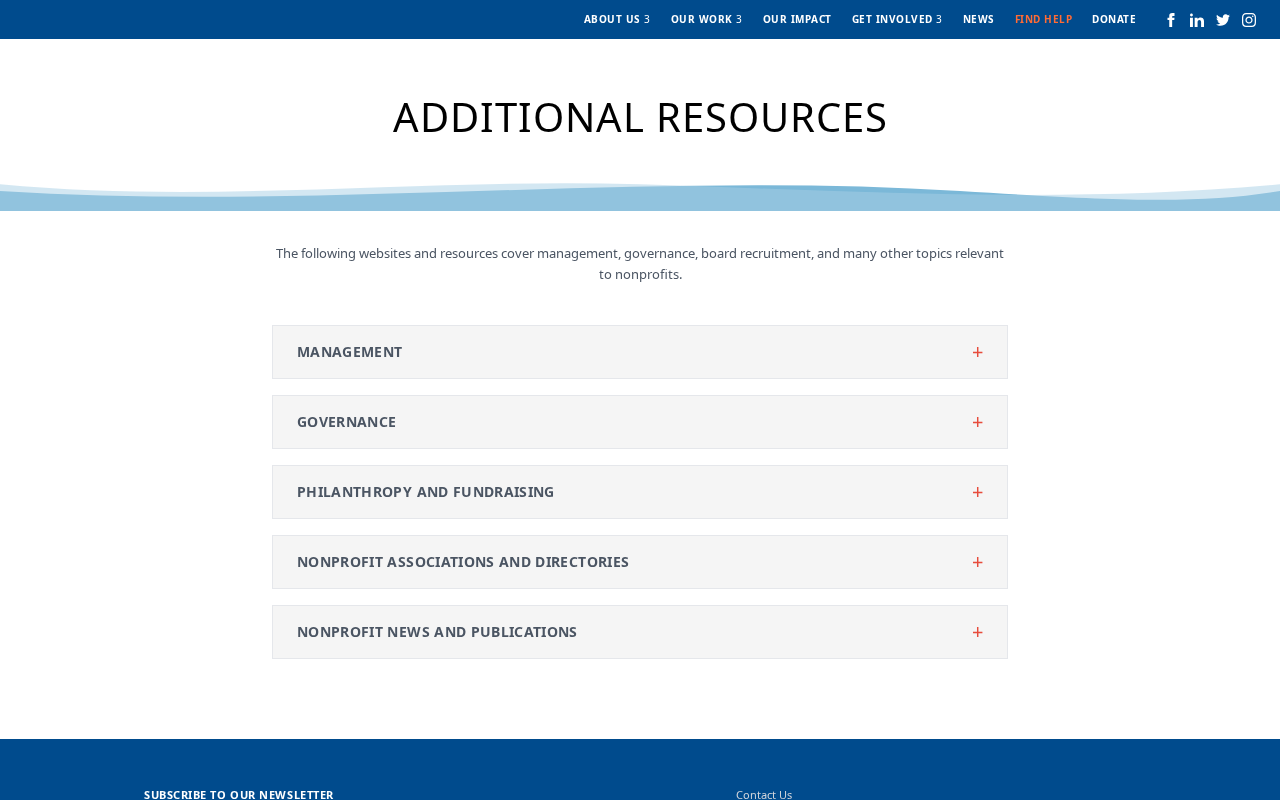 ABOUT US 3 OUR WORK 3 OUR IMPACT GET INVOLVED 3 NEWS FIND HELP DONATE
ADDITIONAL RESOURCES
The following websites and resources cover management, governance, board recruitment, and many other topics relevant
to nonprofits.
MANAGEMENT +
GOVERNANCE +
PHILANTHROPY AND FUNDRAISING +
NONPROFIT ASSOCIATIONS AND DIRECTORIES +
NONPROFIT NEWS AND PUBLICATIONS +
SUBSCRIBE TO OUR NEWSLETTER Contact Us